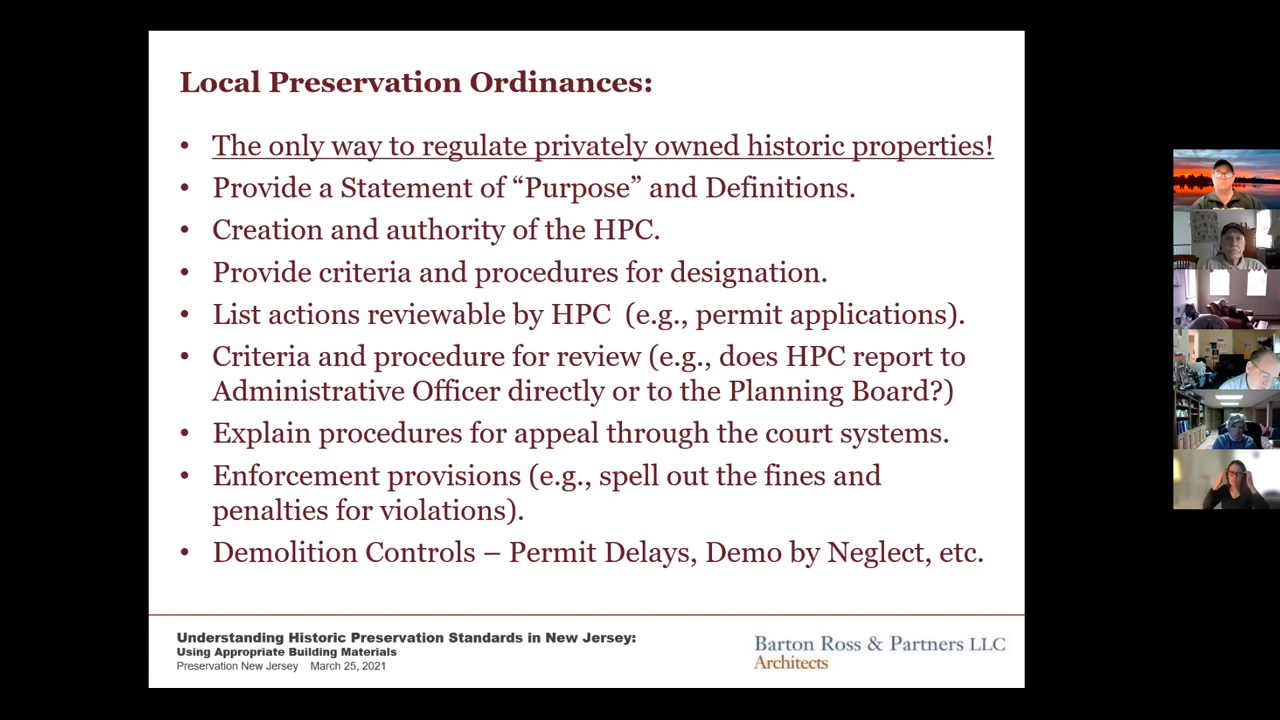 Local Preservation Ordinances:
• The only way to regulate privately owned historic properties!
• Provide a Statement of “Purpose” and Definitions.
• Creation and authority of the HPC.
• Provide criteria and procedures for designation.
• List actions reviewable by HPC  (e.g., permit applications).
• Criteria and procedure for review (e.g., does HPC report to
Administrative Officer directly or to the Planning Board?)
• Explain procedures for appeal through the court systems.
• Enforcement provisions (e.g., spell out the fines and
penalties for violations).
• Demolition Controls – Permit Delays, Demo by Neglect, etc.
Understanding Historic Preservation Standards in New Jersey:
Using Appropriate Building Materials
Preservation New Jersey    March 25, 2021
Barton Ross & Partners LLC
Architects